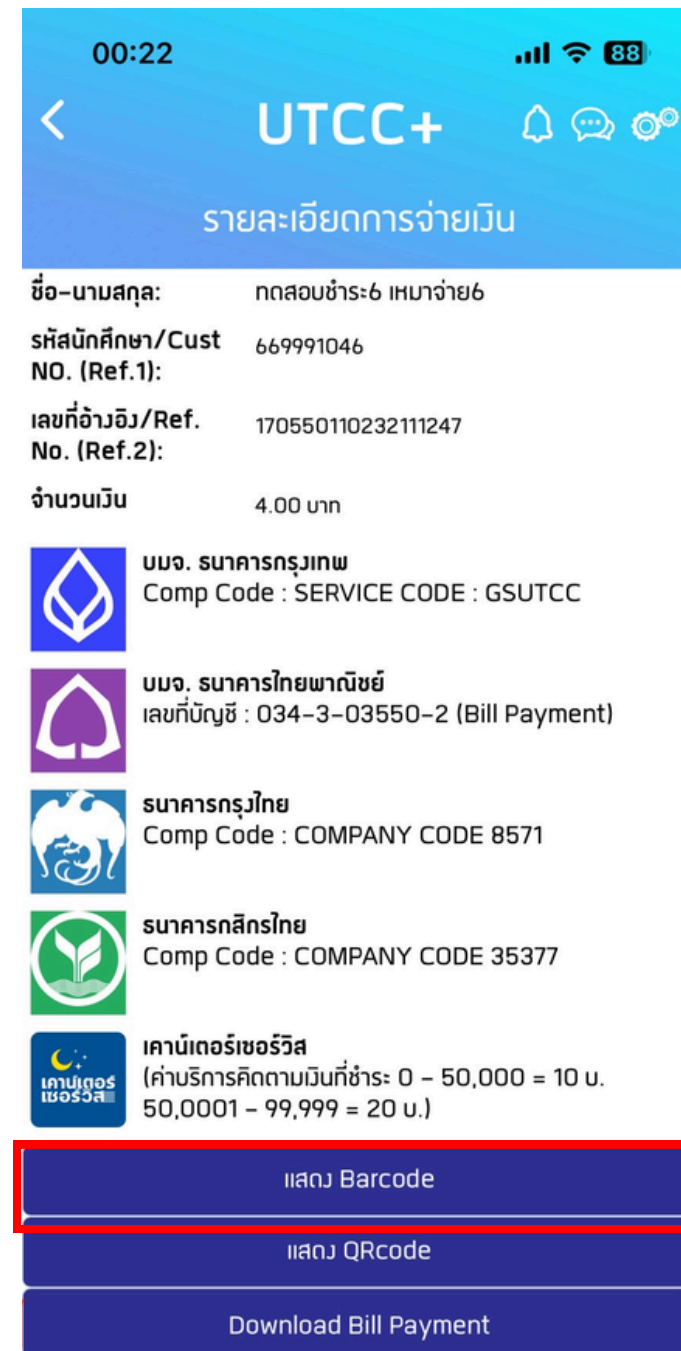 00:22
88
UTCC+
รายละเอียดการจ่ายเงิน
ชื่อ-นามสกุล: ทดสอบชำระ6 เหมาจ่าย6
รหัสนักศึกษา/Cust
NO. (Ref.1): 669991046
เลขที่อ้างอิง/Ref.
No. (Ref.2): 170550110232111247
จำนวนเงิน 4.00 บาท
บมจ. ธนาคารกรุงเทพ
Comp Code : SERVICE CODE : GSUTCC
บมจ. ธนาคารไทยพาณิชย์
เลขที่บัญชี : 034-3-03550-2 (Bill Payment)
ธนาคารกรุงไทย
Comp Code : COMPANY CODE 8571
ธนาคารกสิกรไทย
Comp Code : COMPANY CODE 35377
เคาน์เตอร์
เซอร์วิส
เคาน์เตอร์เซอร์วิส
(ค่าบริการคิดตามเงินที่ชำระ 0 - 50,000 = 10 บ.
50,0001 - 99,999 = 20 บ.)
แสดง Barcode
แสดง QRcode
Download Bill Payment